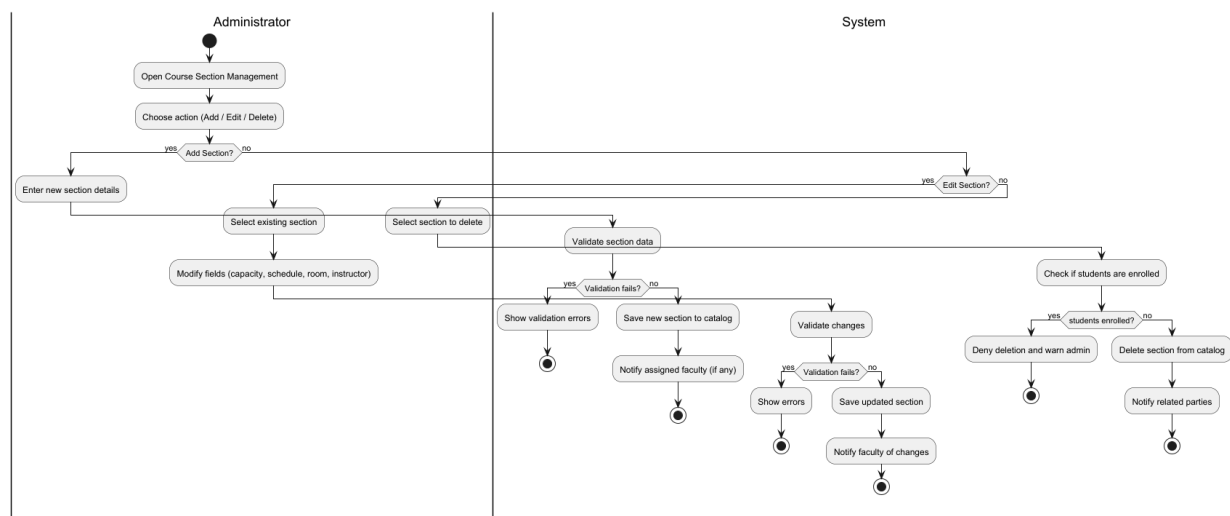 Administrator
System
Open Course Section Management
Choose action (Add / Edit / Delete)
yes
Add Section?
no
Enter new section details
yes
Edit Section?
no
Select existing section
Select section to delete
Validate section data
Modify fields (capacity, schedule, room, instructor)
Check if students are enrolled
yes
Validation fails?
no
Show validation errors
Save new section to catalog
Validate changes
yes
students enrolled?
no
Deny deletion and warn admin
Delete section from catalog
Notify assigned faculty (if any)
yes
Validation fails?
no
Show errors
Save updated section
Notify related parties
Notify faculty of changes